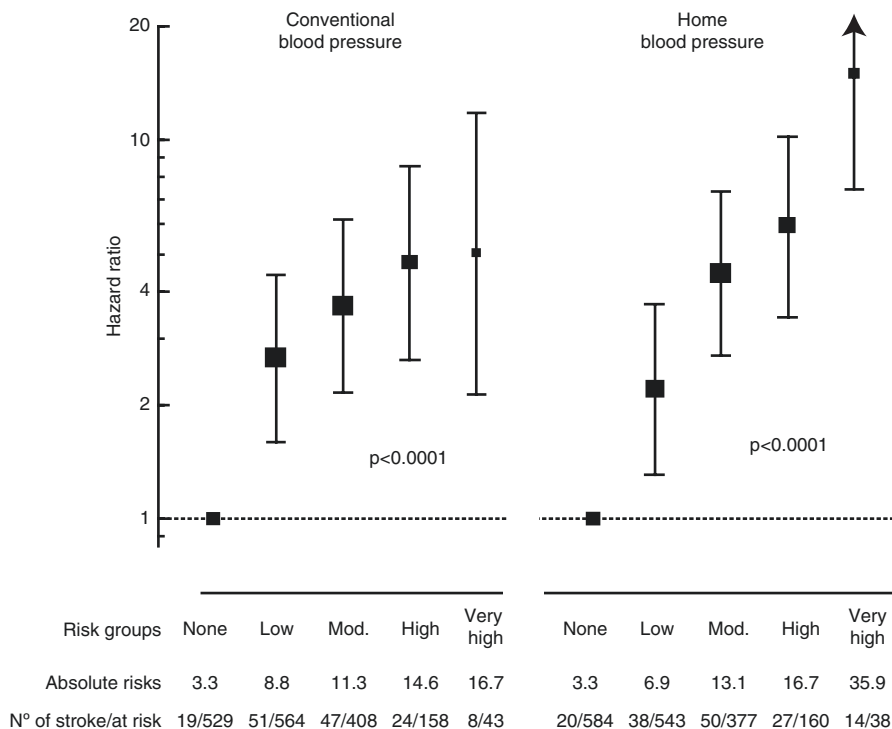 Conventional
blood pressure
Home
blood pressure
20
10
4
2
1
Hazard ratio
p<0.0001
p<0.0001
Risk groups None Low Mod. High Very high None Low Mod. High Very high
Absolute risks 3.3 8.8 11.3 14.6 16.7 3.3 6.9 13.1 16.7 35.9
Nº of stroke/at risk 19/529 51/564 47/408 24/158 8/43 20/584 38/543 50/377 27/160 14/38